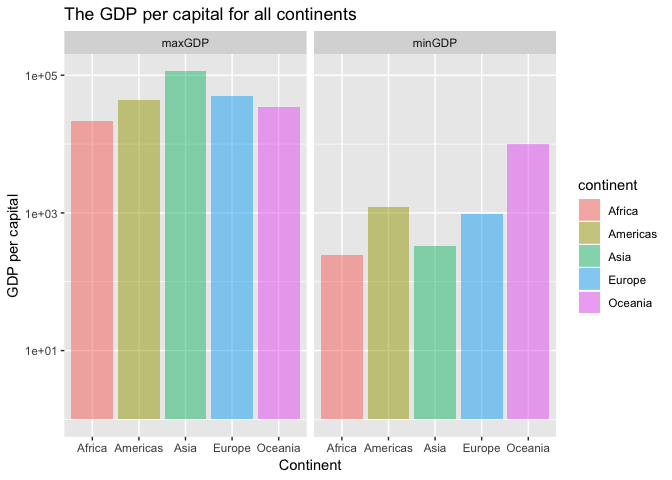 The GDP per capital for all continents
maxGDP
minGDP
1e+05
1e+03
1e+01
GDP per capital
Africa Americas Asia Europe Oceania
Africa Americas Asia Europe Oceania
Continent
continent
Africa
Americas
Asia
Europe
Oceania